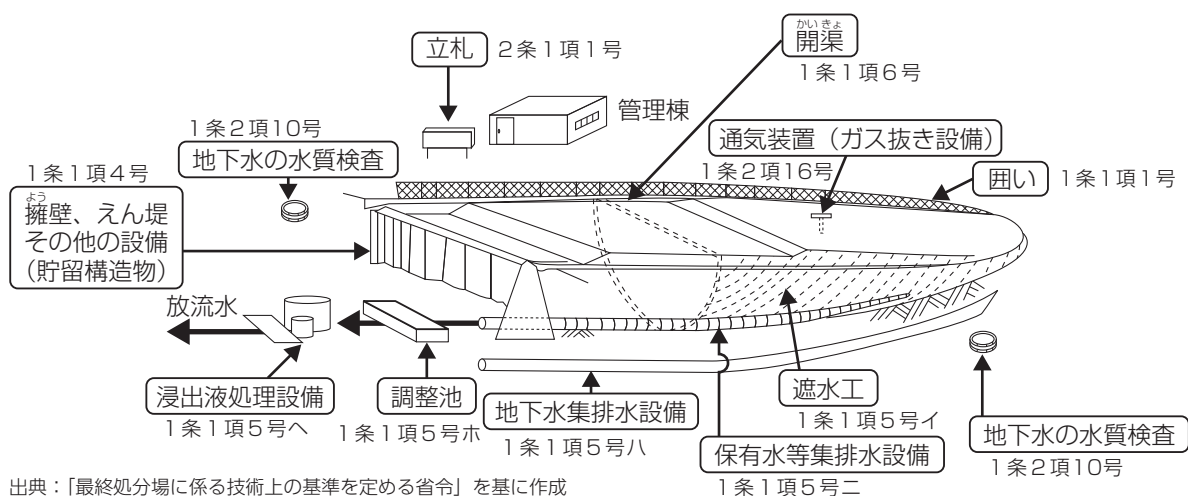 かいきょ
開渠
1条1項6号
立札 2条1項1号
管理棟
1条2項10号
地下水の水質検査
通気装置（ガス抜き設備）
1条2項16号
囲い 1条1項1号
1条1項4号
よう
擁壁、えん堤
その他の設備
（貯留構造物）
放流水
浸出液処理設備
1条1項5号ヘ
調整池
1条1項5号ホ
地下水集排水設備
1条1項5号ハ
遮水工
1条1項5号イ
保有水等集排水設備
1条1項5号ニ
地下水の水質検査
1条2項10号
出典：「最終処分場に係る技術上の基準を定める省令」を基に作成